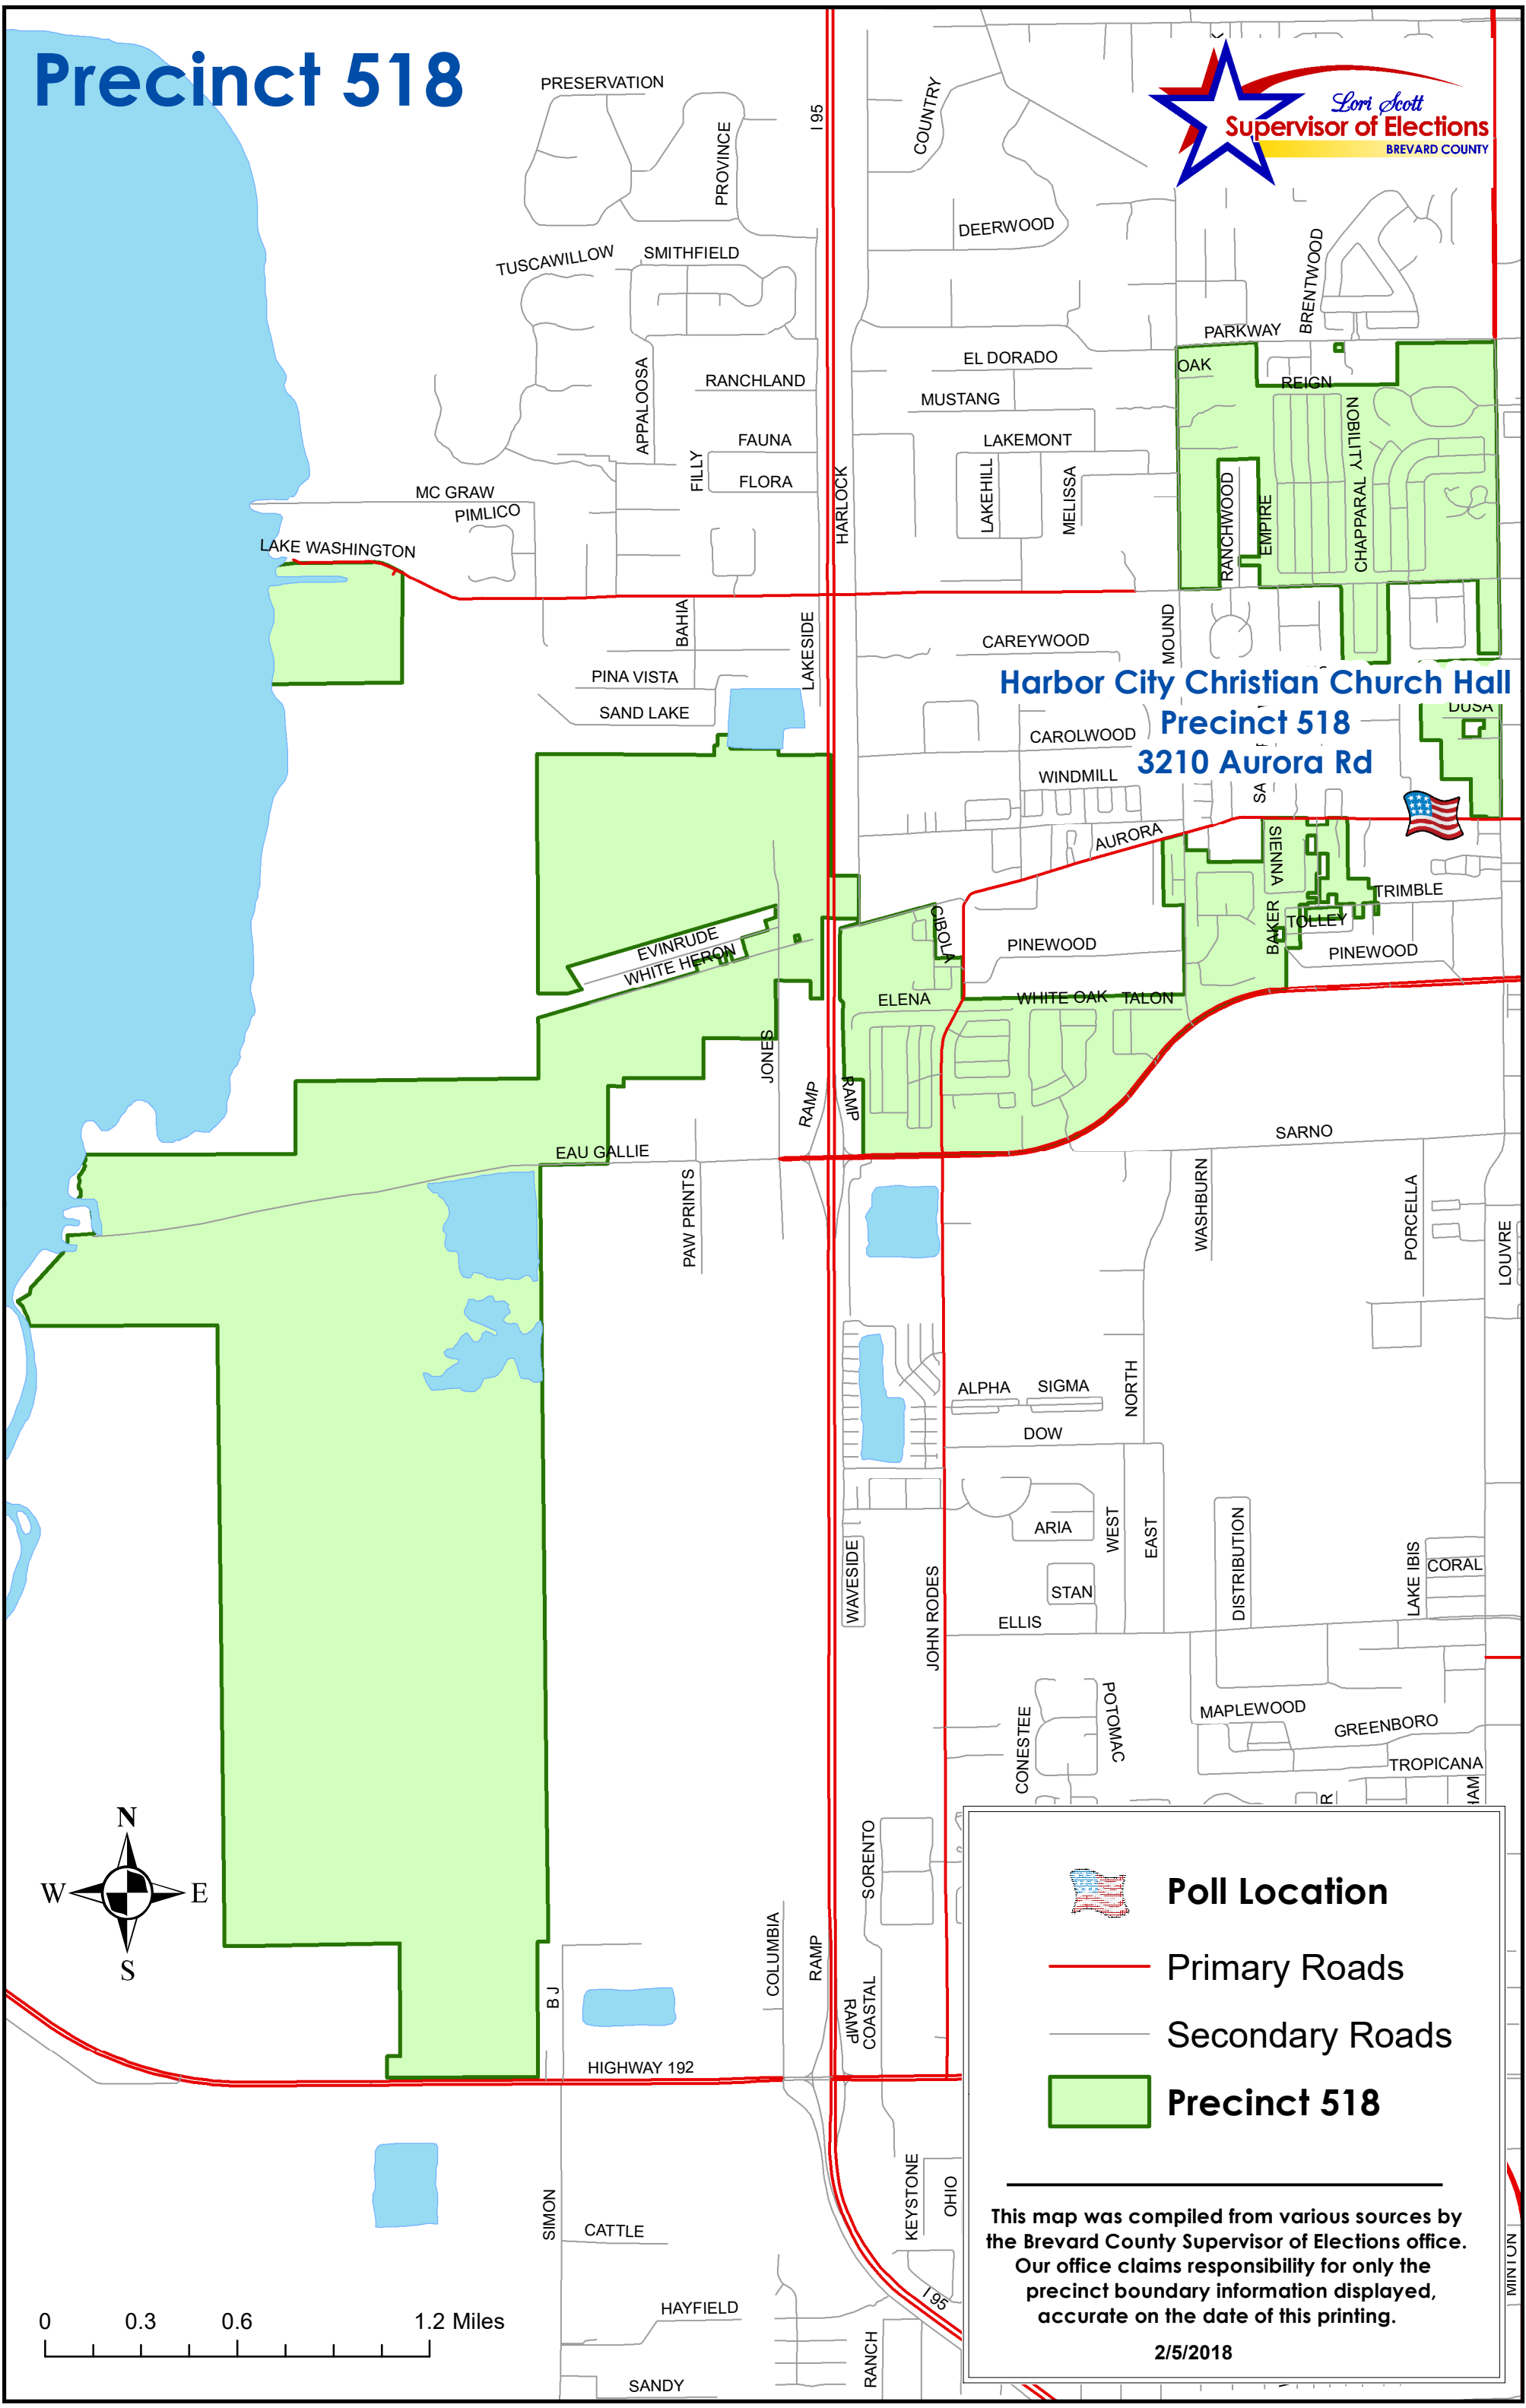 Precinct 518
Lori Scott
Supervisor of Elections
BREVARD COUNTY
PRESERVATION
PROVINCE
I 95
COUNTRY
DEERWOOD
TUSCAWILLOW
SMITHFIELD
BRENTWOOD
PARKWAY
EL DORADO
OAK
APPALOOSA
RANCHLAND
REIGN
MUSTANG
NOBILITY
FAUNA
LAKEMONT
FILLY
FLORA
HARLOCK
LAKEHILL
MELISSA
RANCHWOOD
EMPIRE
CHAPPARAL
MC GRAW
PIMLICO
LAKE WASHINGTON
BAHIA
LAKESIDE
CAREYWOOD
MOUND
PINA VISTA
SAND LAKE
Harbor City Christian Church Hall
Precinct 518
3210 Aurora Rd
DUSA
CAROLWOOD
WINDMILL
SA
AURORA
SIENNA
TRIMBLE
CIBOLA
BAKER
TOLLEY
EVINRUDE
WHITE HERON
PINEWOOD
PINEWOOD
ELENA
WHITE OAK
TALON
JONES
RAMP
RAMP
SARNO
EAU GALLIE
PAW PRINTS
WASHBURN
PORCELLA
LOUVRE
ALPHA
SIGMA
NORTH
DOW
ARIA
WEST
EAST
DISTRIBUTION
LAKE IBIS
CORAL
WAVESIDE
STAN
JOHN RODES
ELLIS
CONESTEE
POTOMAC
MAPLEWOOD
GREENBORO
TROPICANA
R
HAM
N
W
E
S
SORENTO
COLUMBIA
RAMP
RAMP
COASTAL
B J
HIGHWAY 192
KEYSTONE
OHIO
SIMON
CATTLE
HAYFIELD
I 95
RANCH
SANDY
MINTON
0 0.3 0.6 1.2 Miles
Poll Location
Primary Roads
Secondary Roads
Precinct 518
This map was compiled from various sources by
the Brevard County Supervisor of Elections office.
Our office claims responsibility for only the
precinct boundary information displayed,
accurate on the date of this printing.
2/5/2018